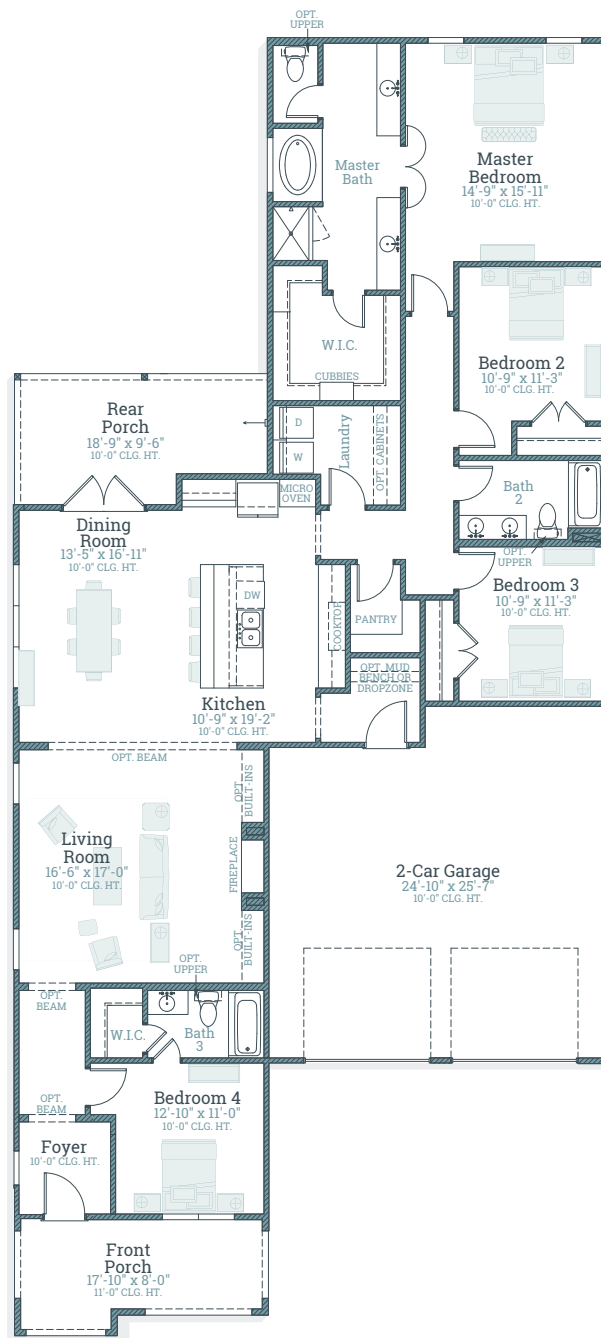 OPT.
UPPER
Master
Bath
Master
Bedroom
14'-9" x 15'-11"
10'-0" CLG. HT.
W.I.C.
CUBBIES
Bedroom 2
10'-9" x 11'-3"
10'-0" CLG. HT.
Rear
Porch
18'-9" x 9'-6"
10'-0" CLG. HT.
D
W
Laundry
OPT. CABINETS
MICRO
OVEN
Bath
2
OPT.
UPPER
Dining
Room
13'-5" x 16'-11"
10'-0" CLG. HT.
Bedroom 3
10'-9" x 11'-3"
10'-0" CLG. HT.
DW
COOKTOP
PANTRY
OPT. MUD
BENCH OR
DROPZONE
Kitchen
10'-9" x 19'-2"
10'-0" CLG. HT.
OPT. BEAM
OPT.
BUILT-INS
Living
Room
16'-6" x 17'-0"
10'-0" CLG. HT.
FIREPLACE
2-Car Garage
24'-10" x 25'-7"
10'-0" CLG. HT.
OPT.
BUILT-INS
OPT.
UPPER
OPT.
BEAM
W.I.C.
Bath
3
OPT.
BEAM
Bedroom 4
12'-10" x 11'-0"
10'-0" CLG. HT.
Foyer
10'-0" CLG. HT.
Front
Porch
17'-10" x 8'-0"
11'-0" CLG. HT.